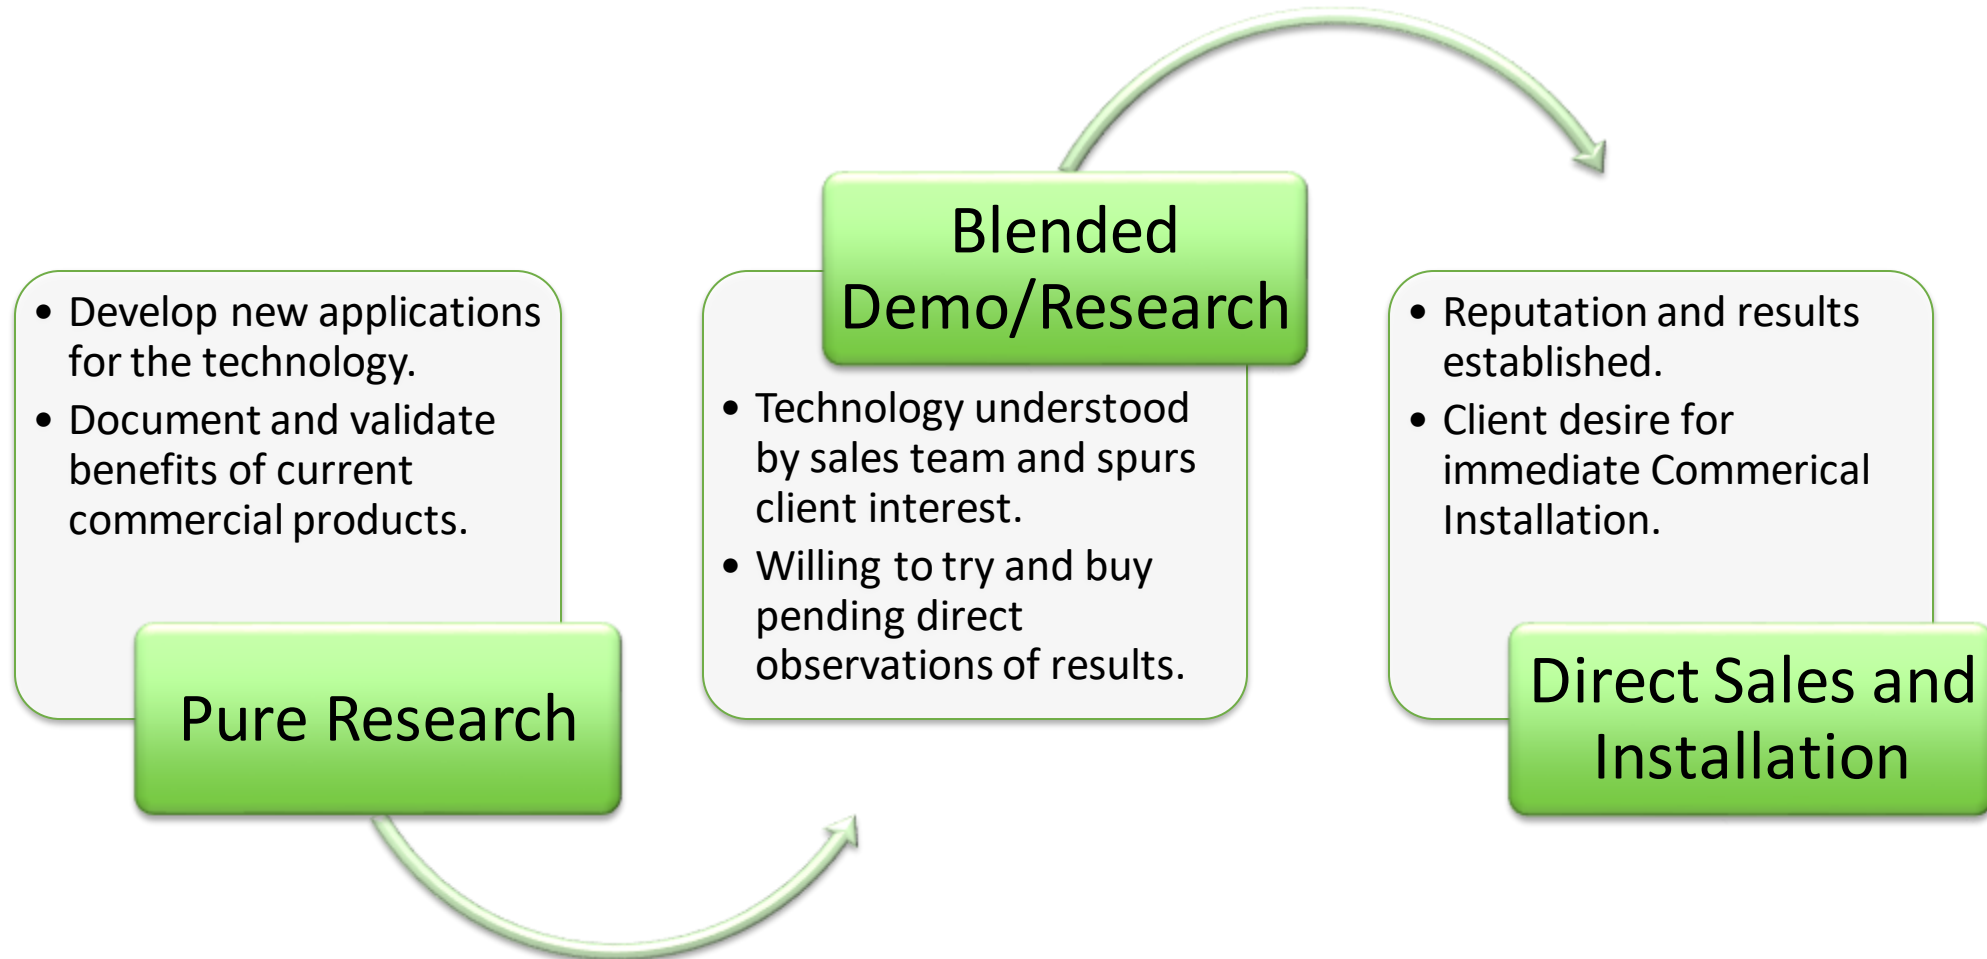 • Develop new applications
for the technology.
• Document and validate
benefits of current
commercial products.
Pure Research
Blended
Demo/Research
• Technology understood
by sales team and spurs
client interest.
• Willing to try and buy
pending direct
observations of results.
• Reputation and results
established.
• Client desire for
immediate Commerical
Installation.
Direct Sales and
Installation